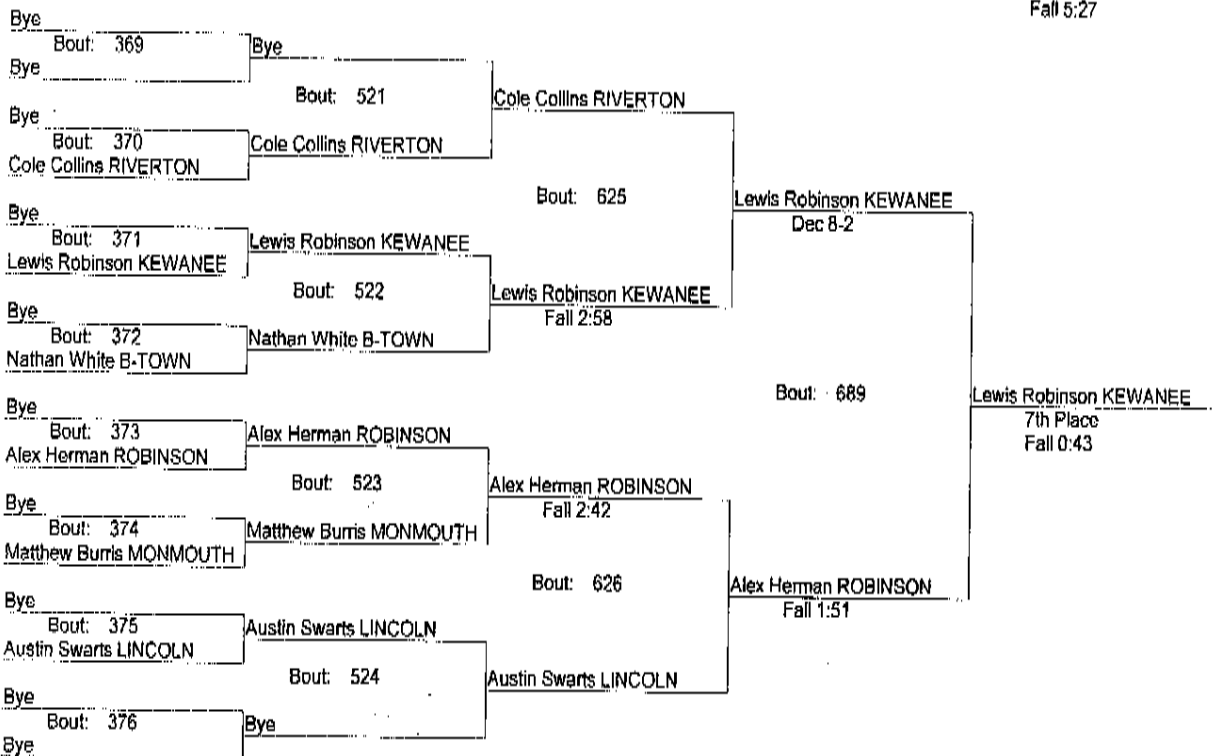 Fall 5:27
Bye
Bout: 369
Bye
Bye
Bout: 521
Cole Collins RIVERTON
Bye
Bout: 370
Cole Collins RIVERTON
Cole Collins RIVERTON
Bout: 625
Lewis Robinson KEWANEE
Dec 8-2
Bye
Bout: 371
Lewis Robinson KEWANEE
Lewis Robinson KEWANEE
Bout: 522
Lewis Robinson KEWANEE
Fall 2:58
Bye
Bout: 372
Nathan White B-TOWN
Nathan White B-TOWN
Bout: 689
Lewis Robinson KEWANEE
7th Place
Fall 0:43
Bye
Bout: 373
Alex Herman ROBINSON
Alex Herman ROBINSON
Bout: 523
Alex Herman ROBINSON
Fall 2:42
Bye
Bout: 374
Matthew Burris MONMOUTH
Matthew Burris MONMOUTH
Bout: 626
Alex Herman ROBINSON
Fall 1:51
Bye
Bout: 375
Austin Swarts LINCOLN
Austin Swarts LINCOLN
Bout: 524
Austin Swarts LINCOLN
Bye
Bout: 376
Bye
Bye